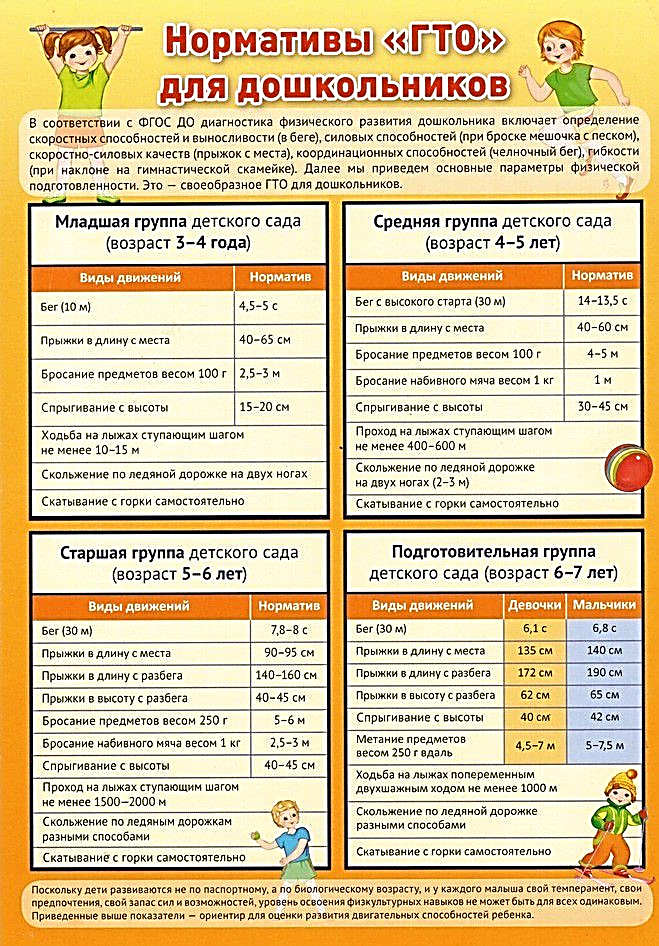 Нормативы «ГТО»
для дошкольников
В соответствии с ФГОС ДО диагностика физического развития дошкольника включает определение
скоростных способностей и выносливости (в беге), силовых способностей (при броске мешочка с песком),
скоростно-силовых качеств (прыжок с места), координационных способностей (челночный бег), гибкости
(при наклоне на гимнастической скамейке). Далее мы приведем основные параметры физической
подготовленности. Это — своеобразное ГТО для дошкольников.
Младшая группа детского сада
(возраст 3–4 года)
Виды движений Норматив
Бег (10 м) 4,5–5 с
Прыжки в длину с места 40–65 см
Бросание предметов весом 100 г 2,5–3 м
Спрыгивание с высоты 15–20 см
Ходьба на лыжах ступающим шагом
не менее 10–15 м
Скольжение по ледяной дорожке на двух ногах
Скатывание с горки самостоятельно
Средняя группа детского сада
(возраст 4–5 лет)
Виды движений Норматив
Бег с высокого старта (30 м) 14–13,5 с
Прыжки в длину с места 40–60 см
Бросание предметов весом 100 г 4–5 м
Бросание набивного мяча весом 1 кг 1 м
Спрыгивание с высоты 30–45 см
Проход на лыжах ступающим шагом
не менее 400–600 м
Скольжение по ледяной дорожке
на двух ногах (2–3 м)
Скатывание с горки самостоятельно
Старшая группа детского сада
(возраст 5–6 лет)
Виды движений Норматив
Бег (30 м) 7,8–8 с
Прыжки в длину с места 90–95 см
Прыжки в длину с разбега 140–160 см
Прыжки в высоту с разбега 40–45 см
Бросание предметов весом 250 г 5–6 м
Бросание набивного мяча весом 1 кг 2,5–3 м
Спрыгивание с высоты 40–45 см
Проход на лыжах ступающим шагом
не менее 1500—2000 м
Скольжение по ледяным дорожкам
разными способами
Скатывание с горки самостоятельно
Подготовительная группа
детского сада (возраст 6–7 лет)
Виды движений Девочки Мальчики
Бег (30 м) 6,1 с 6,8 с
Прыжки в длину с места 135 см 140 см
Прыжки в длину с разбега 172 см 190 см
Прыжки в высоту с разбега 62 см 65 см
Спрыгивание с высоты 40 см 42 см
Метание предметов
весом 250 г вдаль 4,5–7 м 5–7,5 м
Ходьба на лыжах попеременным
двухшажным ходом не менее 1000 м
Скольжение по ледяной дорожке
разными способами
Скатывание с горки самостоятельно
Поскольку дети развиваются не по паспортному, а по биологическому возрасту, и у каждого малыша свой темперамент, свои
предпочтения, свой запас сил и возможностей, уровень освоения физкультурных навыков не может быть для всех одинаковым.
Приведенные выше показатели — ориентир для оценки развития двигательных способностей ребенка.